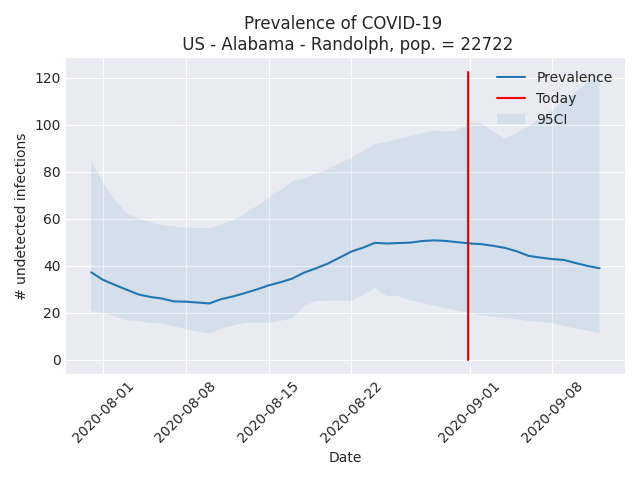 Prevalence of COVID-19
US - Alabama - Randolph, pop. = 22722
Prevalence
Today
95CI
# undetected infections
120
100
80
60
40
20
0
2020-08-01
2020-08-08
2020-08-15
2020-08-22
2020-09-01
2020-09-08
Date